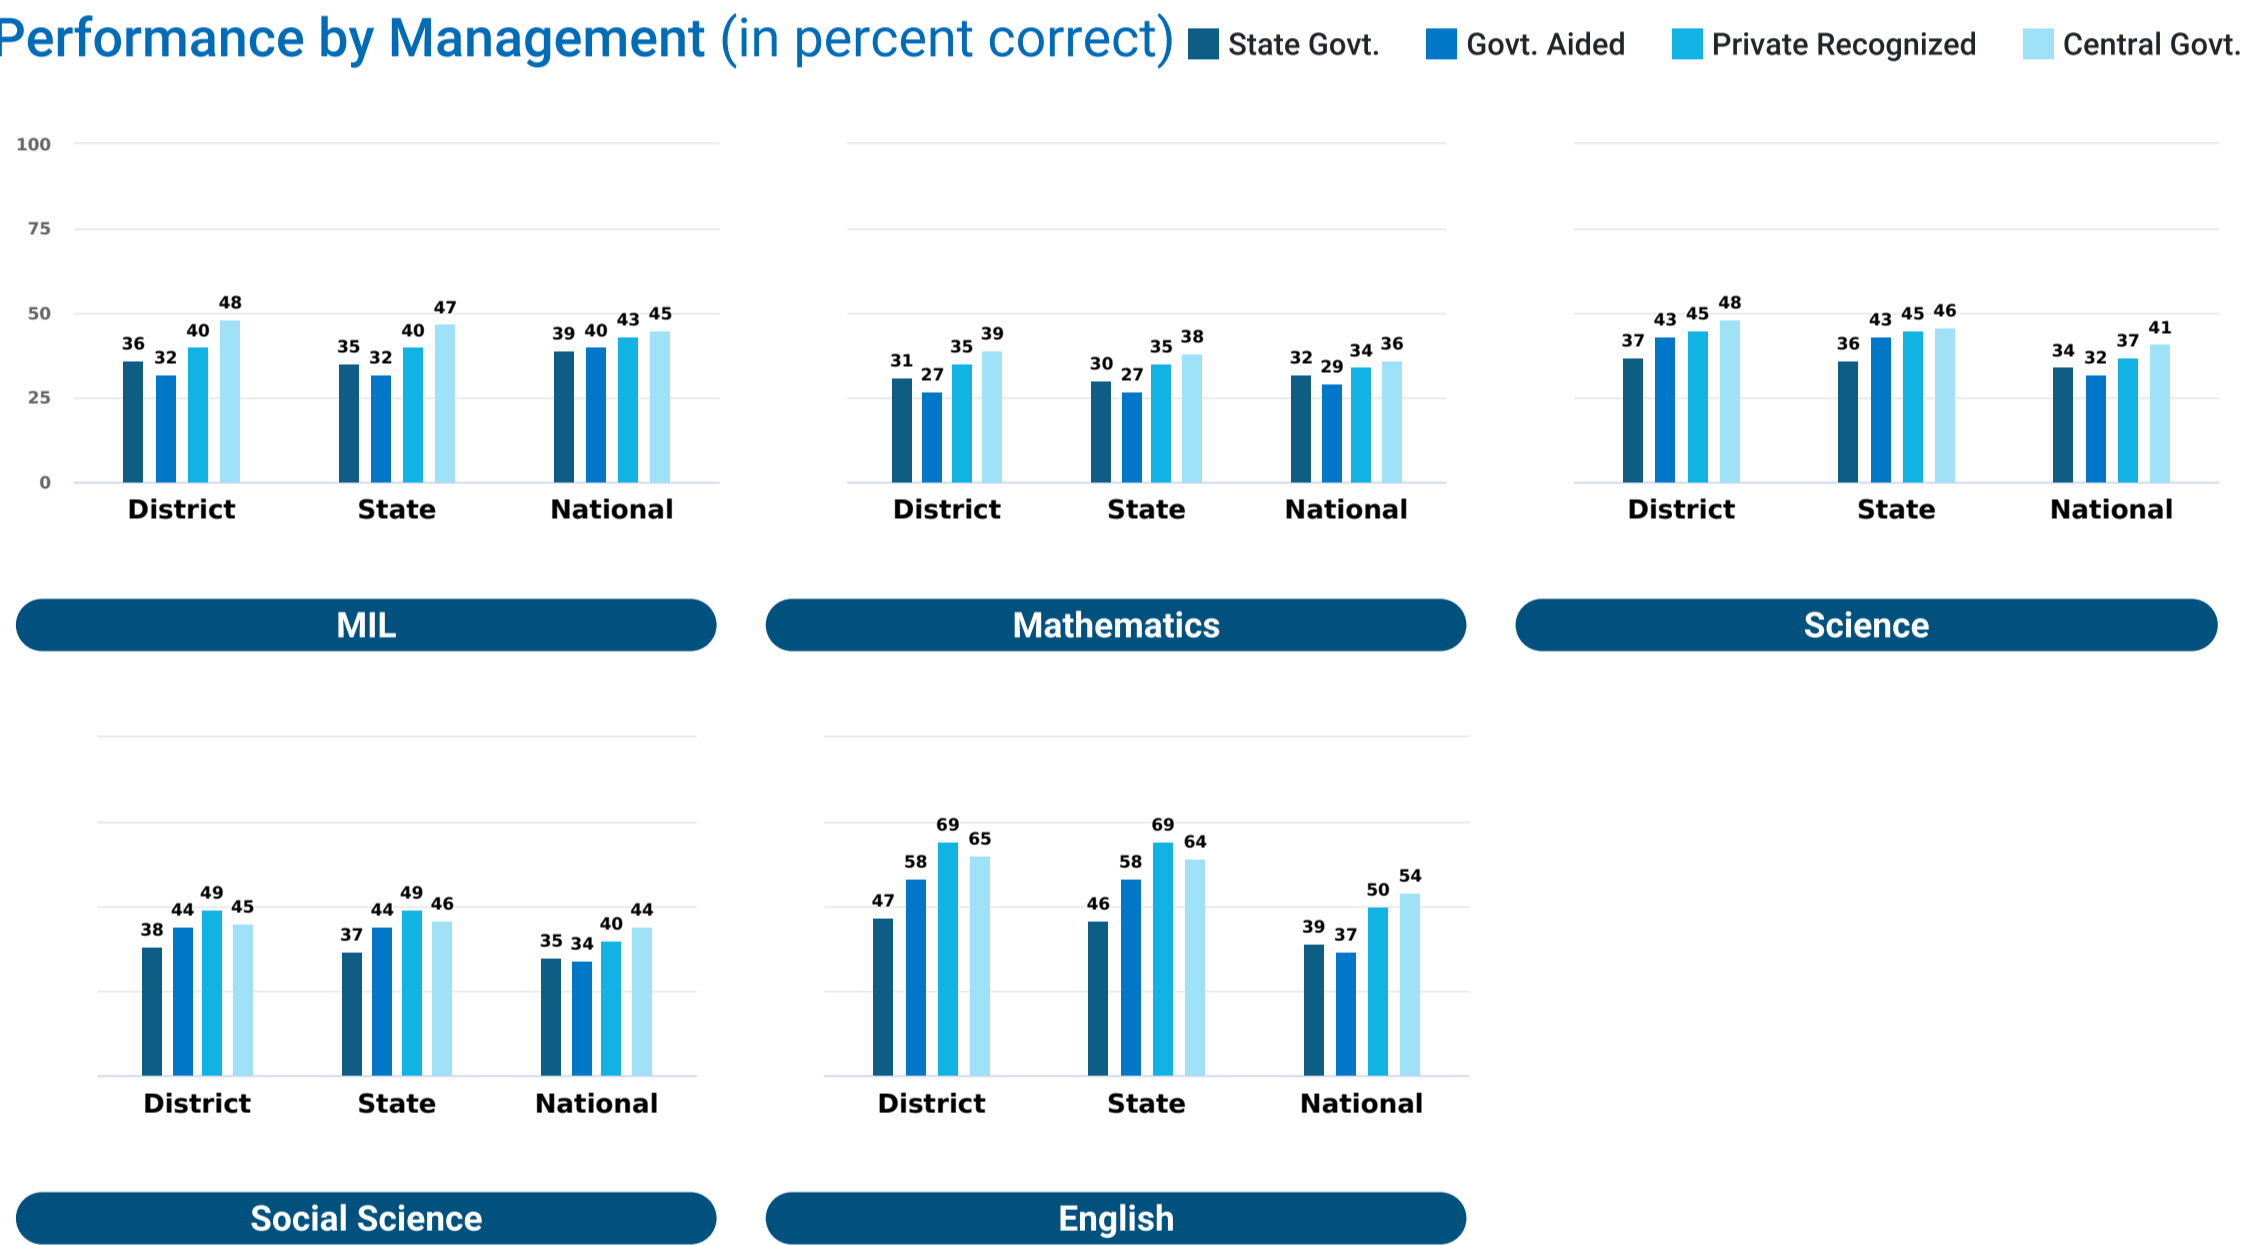 Performance by Management (in percent correct)
State Govt. Govt. Aided Private Recognized Central Govt.
100
75
50
25
0
36 32 40 48
35 32 40 47
39 40 43 45
District State National
MIL
31 27 35 39
30 27 35 38
32 29 34 36
District State National
Mathematics
37 43 45 48
36 43 45 46
34 32 37 41
District State National
Science
38 44 49 45
37 44 49 46
35 34 40 44
District State National
Social Science
47 58 69 65
46 58 69 64
39 37 50 54
District State National
English